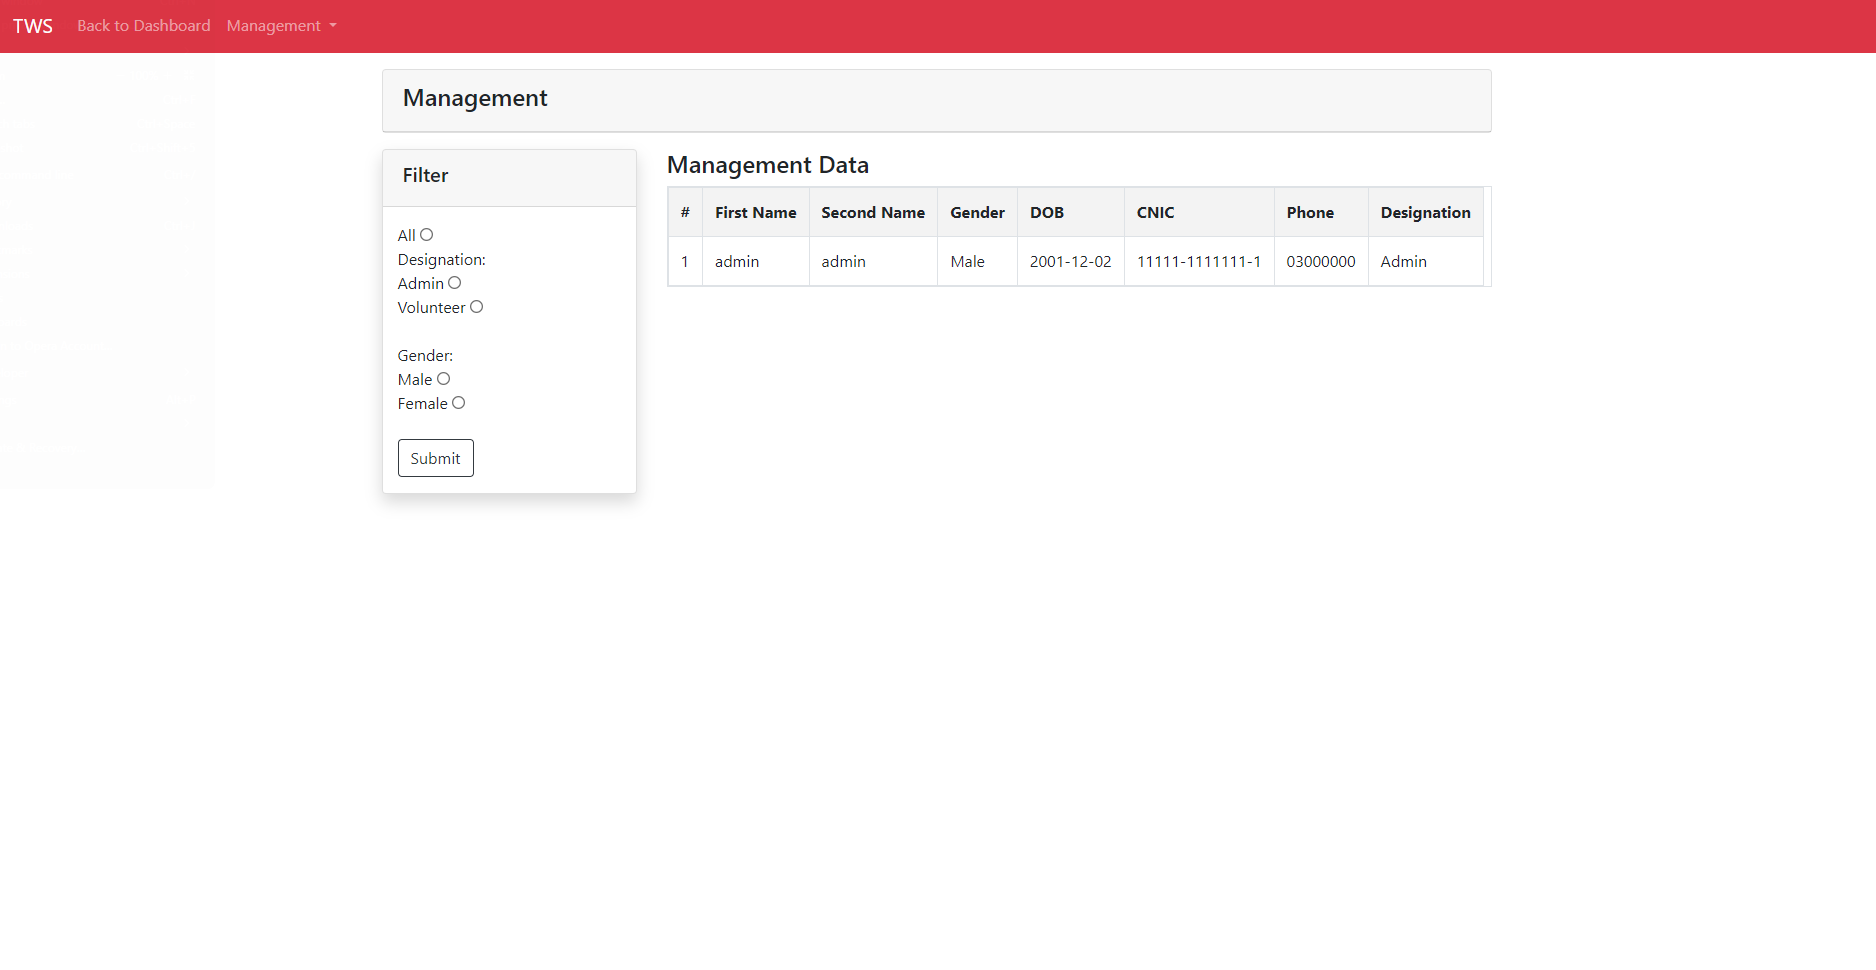 TWS Back to Dashboard Management
Management
Filter
All
Designation:
Admin
Volunteer
Gender:
Male
Female
Submit
Management Data
# First Name Second Name Gender DOB CNIC Phone Designation
1 admin admin Male 2001-12-02 11111-1111111-1 03000000 Admin